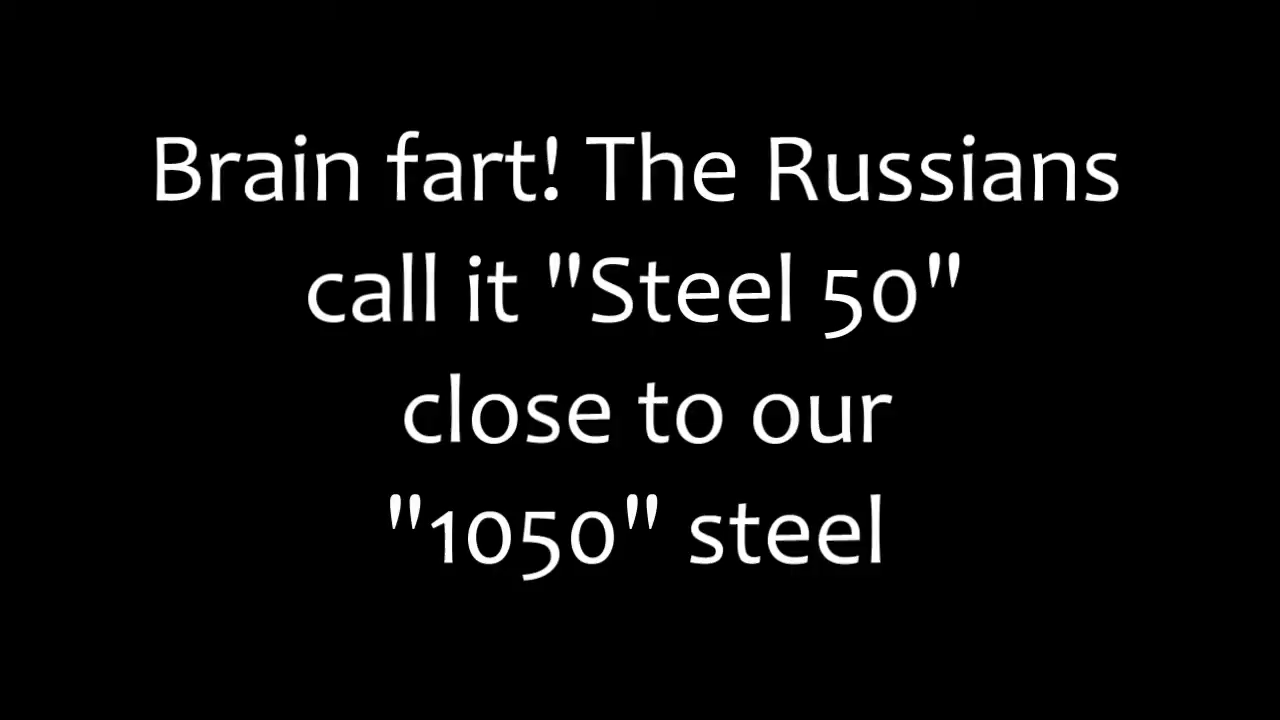 Brain fart! The Russians
call it "Steel 50"
close to our
"1050" steel